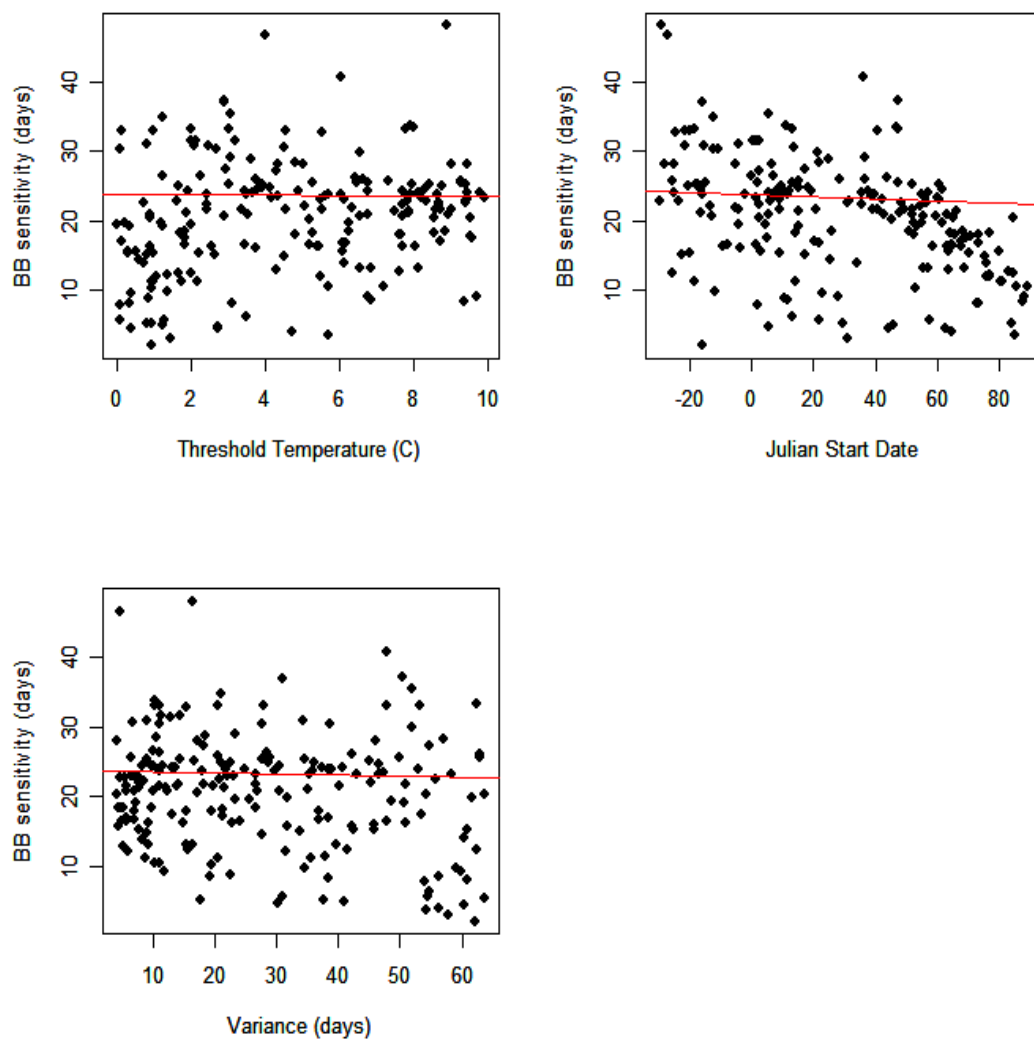 BB sensitivity (days)
40
30
20
10
0 2 4 6 8 10
Threshold Temperature (C)
BB sensitivity (days)
40
30
20
10
-20 0 20 40 60 80
Julian Start Date
BB sensitivity (days)
40
30
20
10
10 20 30 40 50 60
Variance (days)